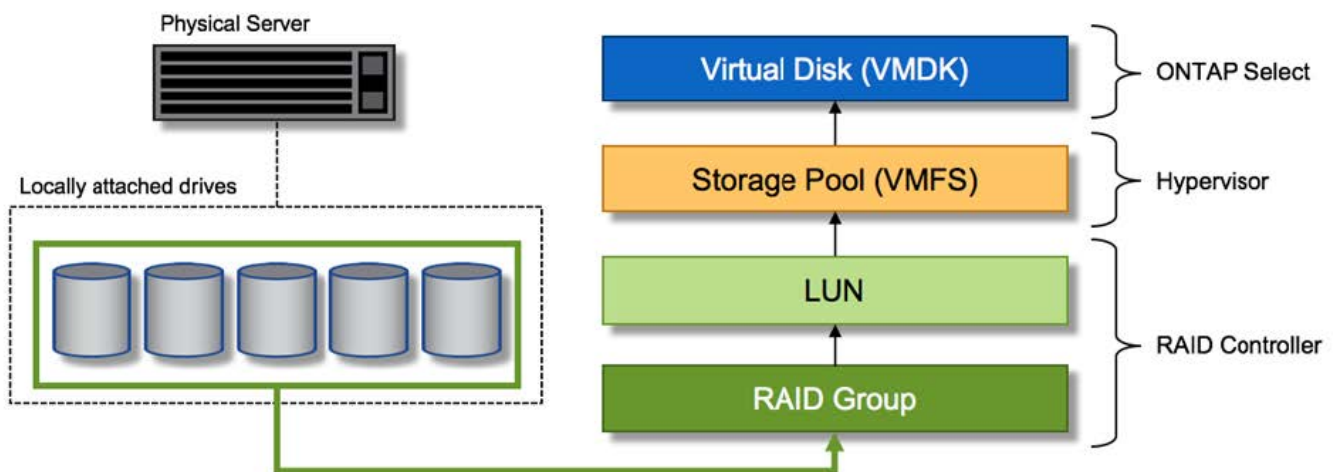 Physical Server
Locally attached drives
Virtual Disk (VMDK)
ONTAP Select
Storage Pool (VMFS)
Hypervisor
LUN
RAID Controller
RAID Group